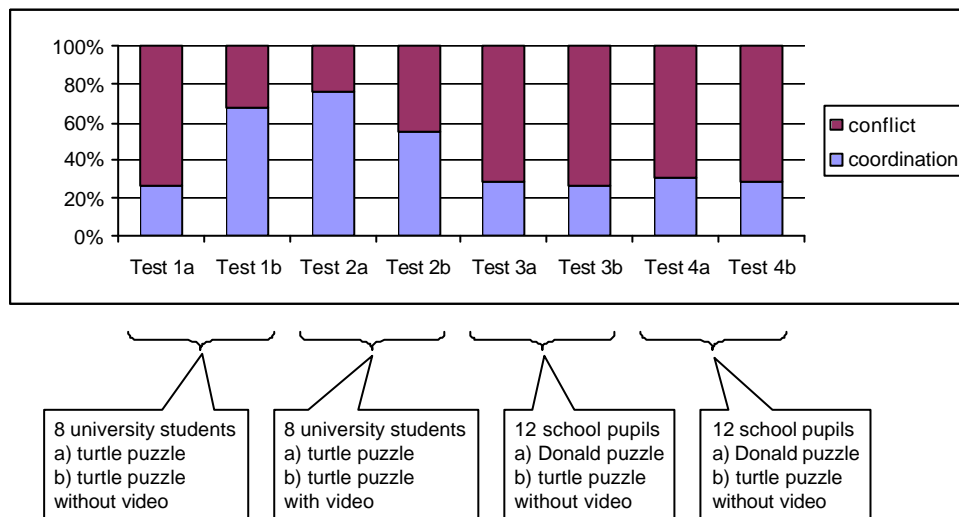 100%
80%
60%
40%
20%
0%
Test 1a Test 1b Test 2a Test 2b Test 3a Test 3b Test 4a Test 4b
conflict
coordination
8 university students
a) turtle puzzle
b) turtle puzzle
without video
8 university students
a) turtle puzzle
b) turtle puzzle
with video
12 school pupils
a) Donald puzzle
b) turtle puzzle
without video
12 school pupils
a) Donald puzzle
b) turtle puzzle
without video